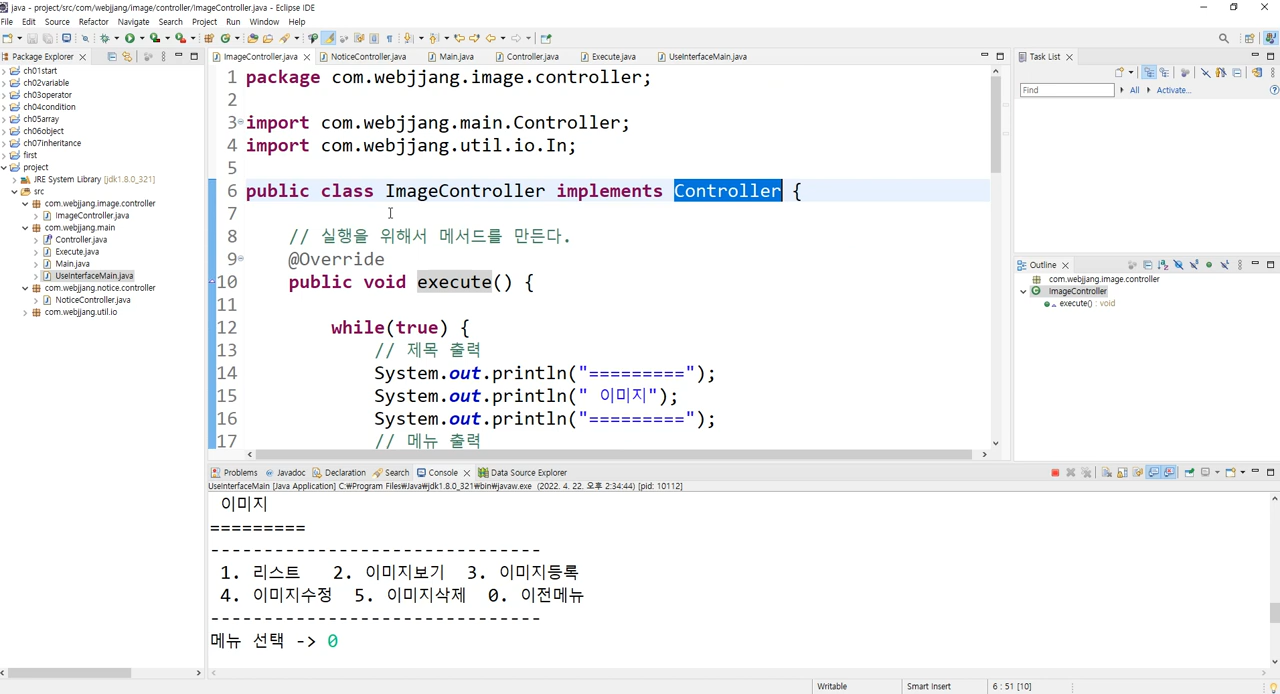 java - project/src/com/webjjang/image/controller/ImageController.java - Eclipse IDE
File Edit Source Refactor Navigate Search Project Run Window Help
Package Explorer
ch01start
ch02variable
ch03operator
ch04condition
ch05array
ch06object
ch07inheritance
first
project
JRE System Library [jdk1.8.0_321]
src
com.webjjang.image.controller
ImageController.java
com.webjjang.main
Controller.java
Execute.java
Main.java
UseInterfaceMain.java
com.webjjang.notice.controller
NoticeController.java
com.webjjang.util.io
ImageController.java NoticeController.java Main.java Controller.java Execute.java UseInterfaceMain.java
1 package com.webjjang.image.controller;
2
3 import com.webjjang.main.Controller;
4 import com.webjjang.util.io.In;
5
6 public class ImageController implements Controller {
7
8 // 실행을 위해서 메서드를 만든다.
9 @Override
10 public void execute() {
11
12 while(true) {
13 // 제목 출력
14 System.out.println("=========");
15 System.out.println(" 이미지");
16 System.out.println("=========");
17 // 메뉴 출력
Task List
Find All Activate...
Outline
com.webjjang.image.controller
ImageController
execute() : void
Problems Javadoc Declaration Search Console Data Source Explorer
UseInterfaceMain [Java Application] C:₩Program Files₩Java₩jdk1.8.0_321₩bin₩javaw.exe (2022. 4. 22. 오후 2:34:44) [pid: 10112]
이미지
=========
-------------------------------
1. 리스트 2. 이미지보기 3. 이미지등록
4. 이미지수정 5. 이미지삭제 0. 이전메뉴
-------------------------------
메뉴 선택 -> 0
Writable Smart Insert 6 : 51 [10]